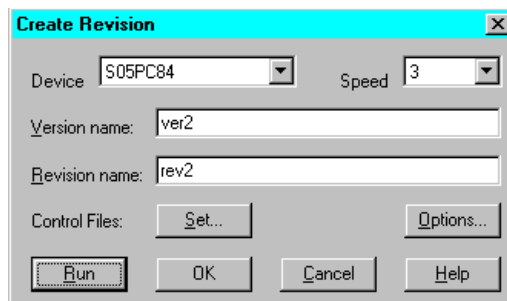 Create Revision
Device S05PC84 Speed 3
Version name: ver2
Revision name: rev2
Control Files: Set... Options...
Run OK Cancel Help